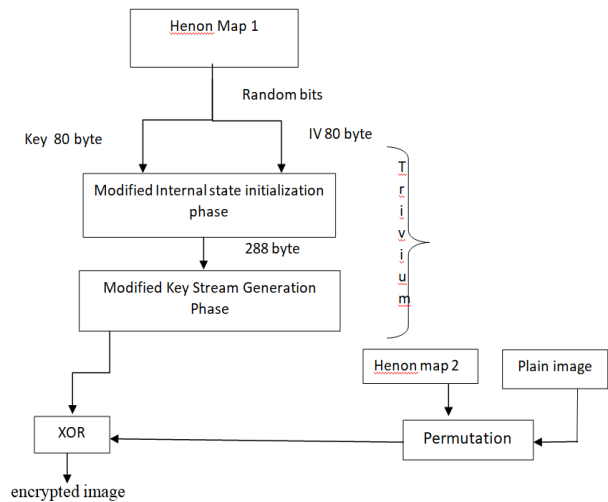 Henon Map 1
Random bits
Key 80 byte
IV 80 byte
Modified Internal state initialization
phase
288 byte
Modified Key Stream Generation
Phase
T
r
i
v
i
u
m
Henon map 2
Plain image
XOR
Permutation
encrypted image